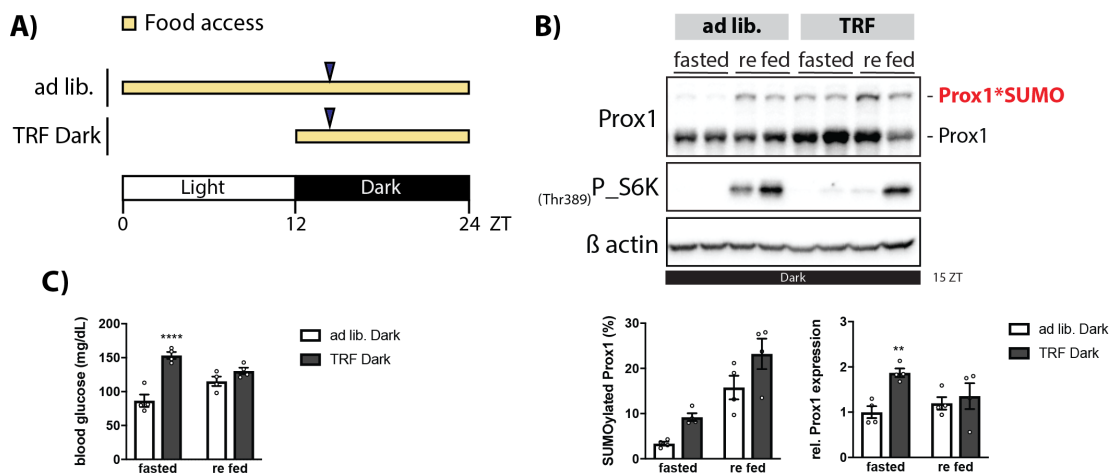 A)
Food access
ad lib.
TRF Dark
Light Dark
0 12 24 ZT
B)
ad lib. TRF
fasted re fed fasted re fed
Prox1
- Prox1*SUMO
- Prox1
(Thr389)P_S6K
ß actin
Dark 15 ZT
C)
blood glucose (mg/dL)
200
150
100
50
0
****
fasted re fed
ad lib. Dark
TRF Dark
SUMOylated Prox1 (%)
30
20
10
0
fasted re fed
rel. Prox1 expression
3
2
1
0
**
fasted re fed
ad lib. Dark
TRF Dark